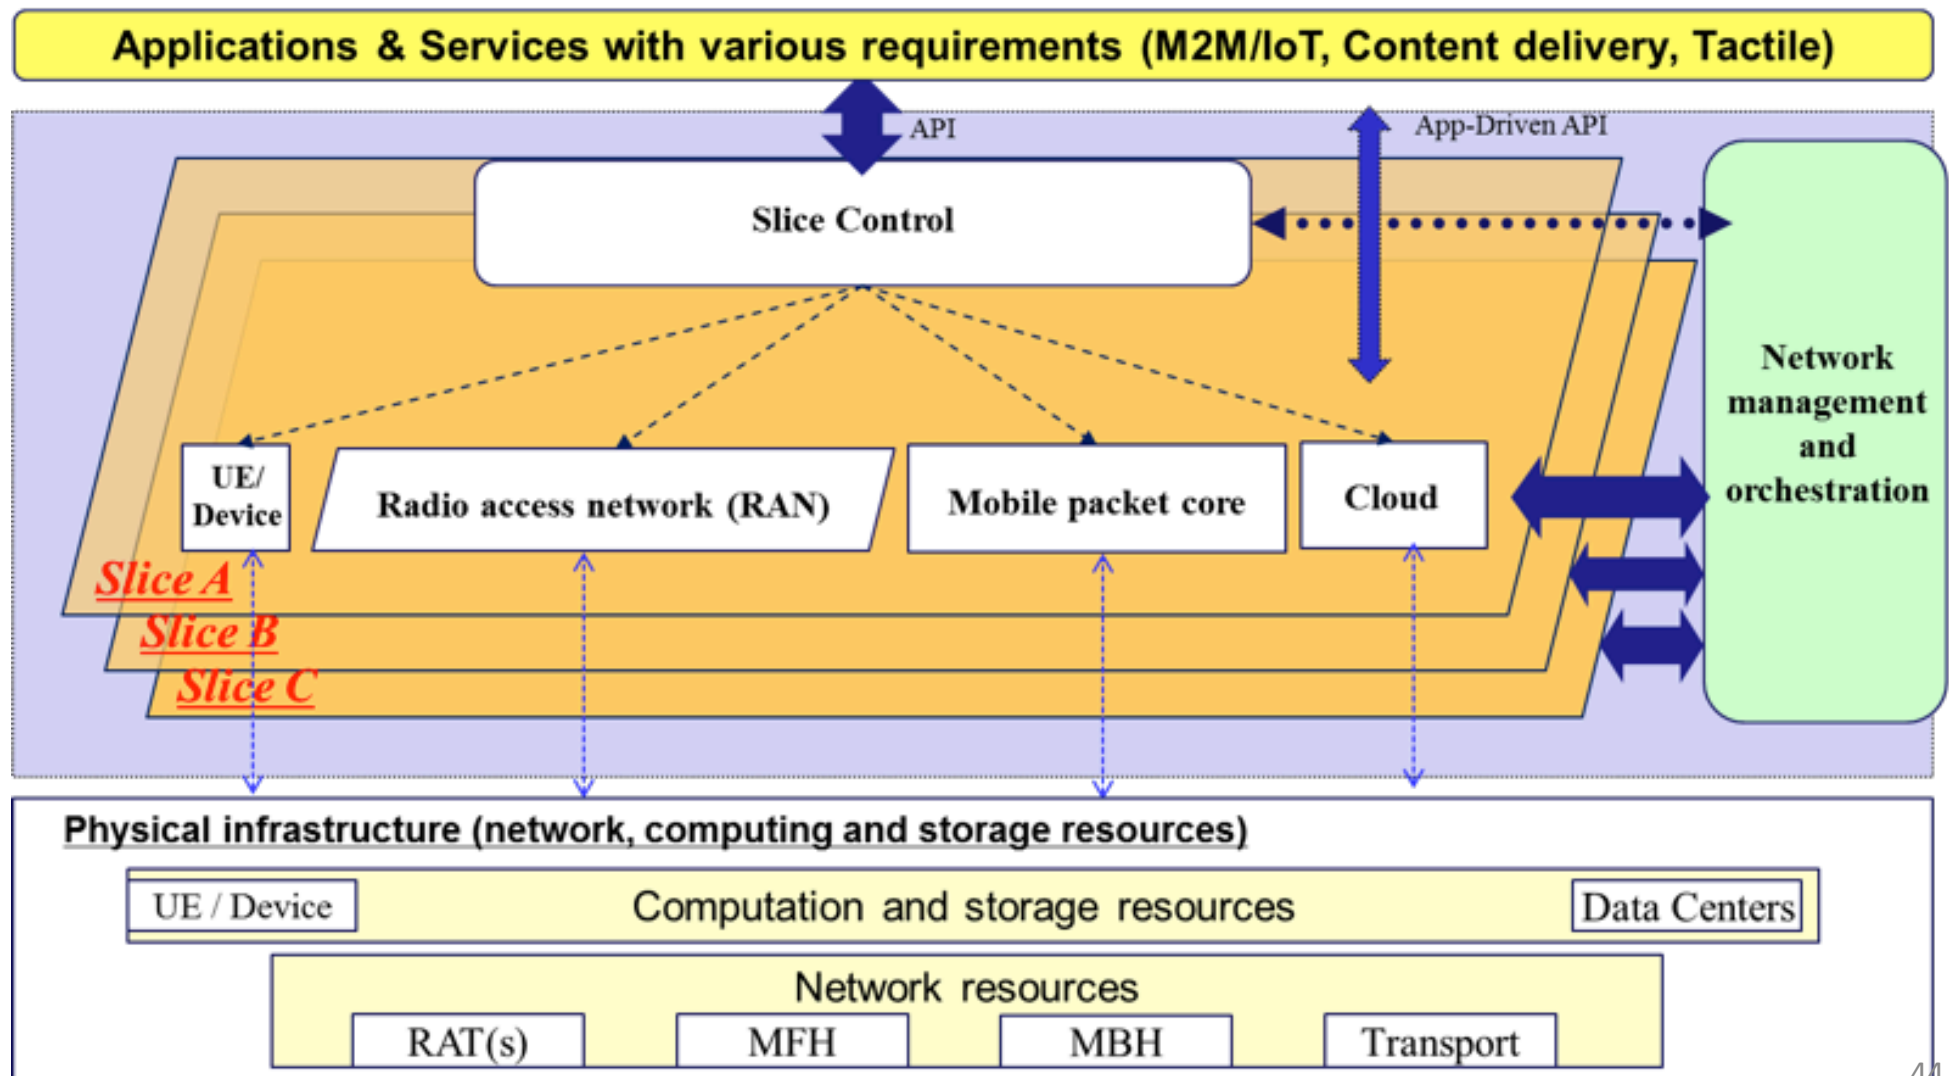 Applications & Services with various requirements (M2M/IoT, Content delivery, Tactile)
API
App-Driven API
Slice Control
Network
management
and
orchestration
UE/
Device
Radio access network (RAN)
Mobile packet core
Cloud
Slice A
Slice B
Slice C
Physical infrastructure (network, computing and storage resources)
UE / Device
Computation and storage resources
Data Centers
Network resources
RAT(s)
MFH
MBH
Transport
44